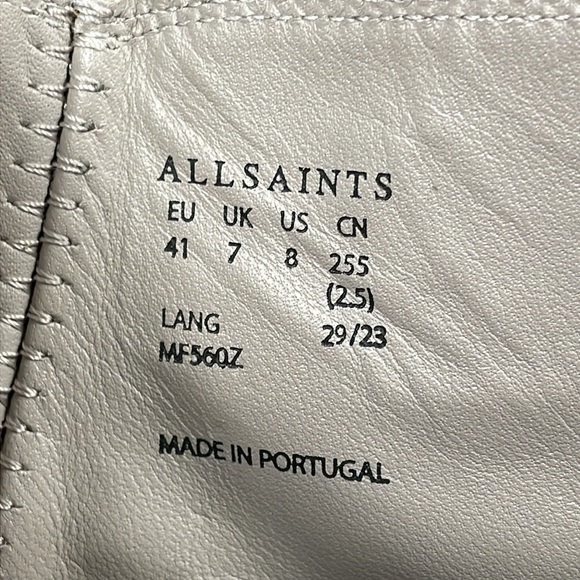 ALLSAINTS
EU UK US CN
41 7 8 255
(2.5)
LANG 29/23
MF560Z
MADE IN PORTUGAL